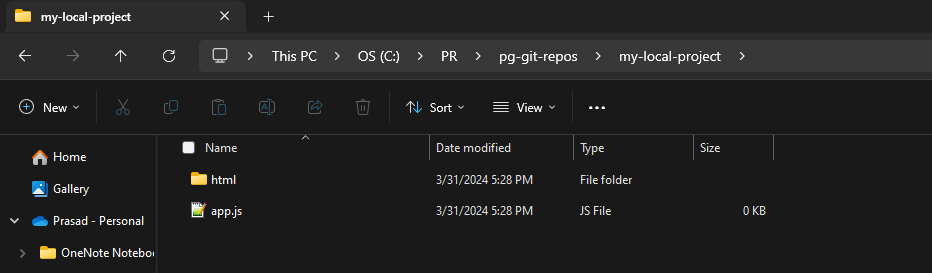 my-local-project
This PC > OS (C:) > PR > pg-git-repos > my-local-project >
New Sort View
Name Date modified Type Size
Home
Gallery
Prasad - Personal
OneNote Noteboo
html 3/31/2024 5:28 PM File folder
app.js 3/31/2024 5:28 PM JS File 0 KB